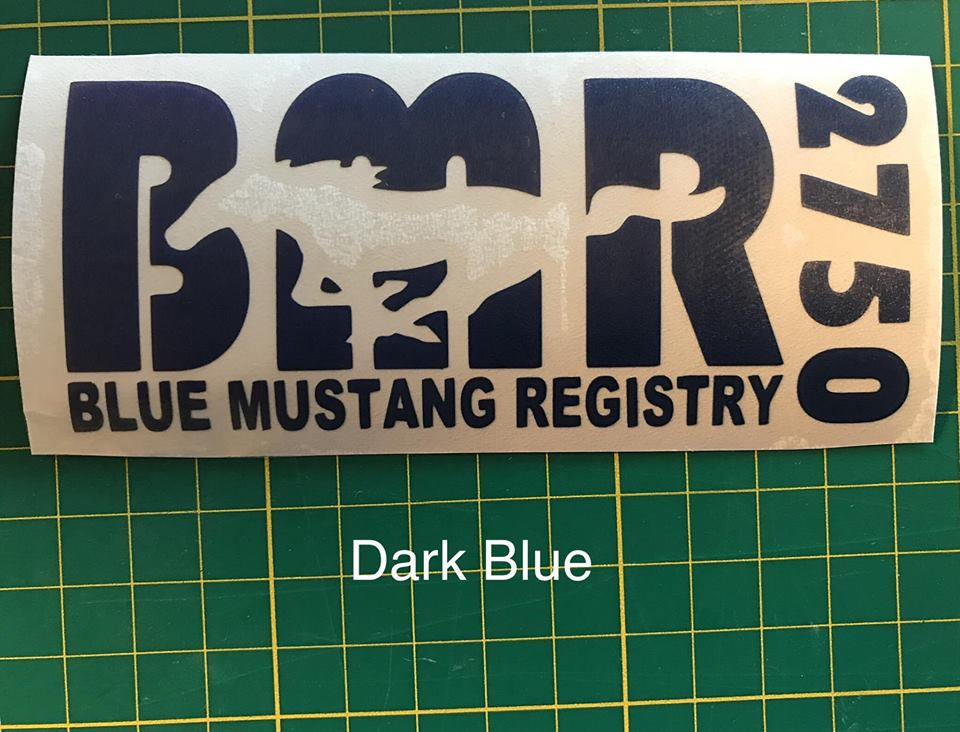 BMR
2750
BLUE MUSTANG REGISTRY
Dark Blue